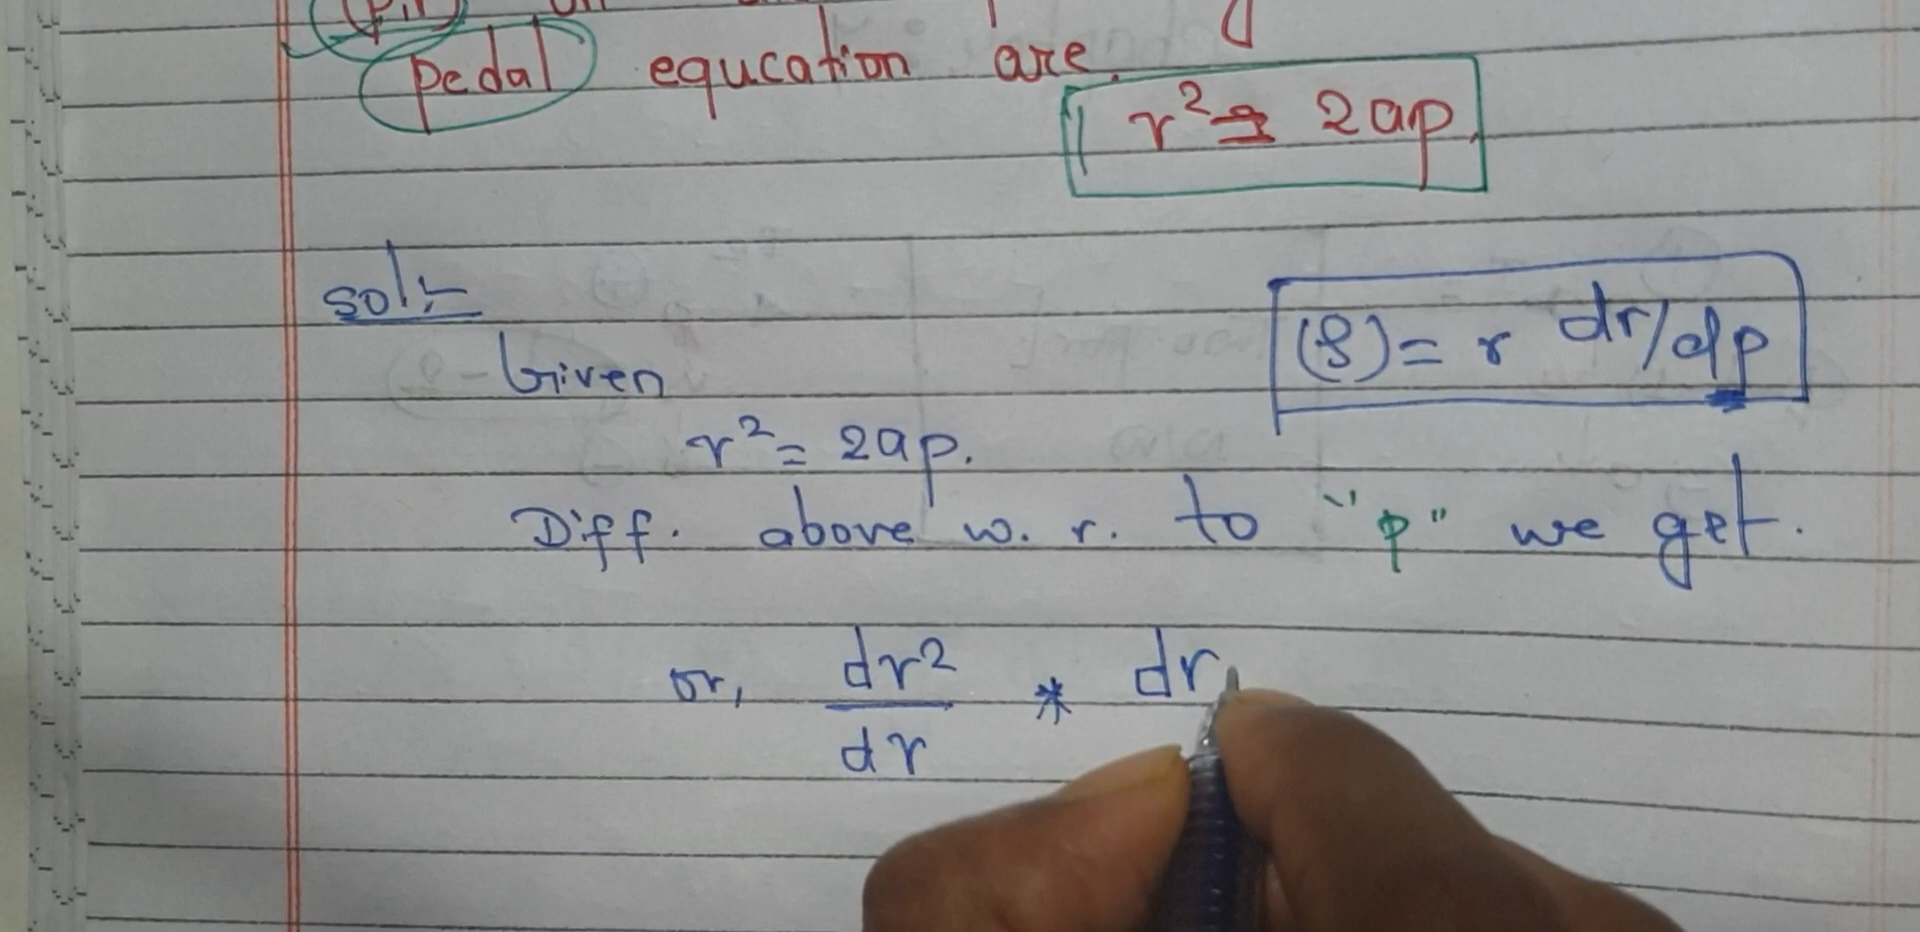 pedal equcation are.
r² = 2ap.
sol:-
(ρ) = r dr/dp
Given
r² = 2ap.
Diff. above w. r. to "p" we get.
or, dr²/dr * dr